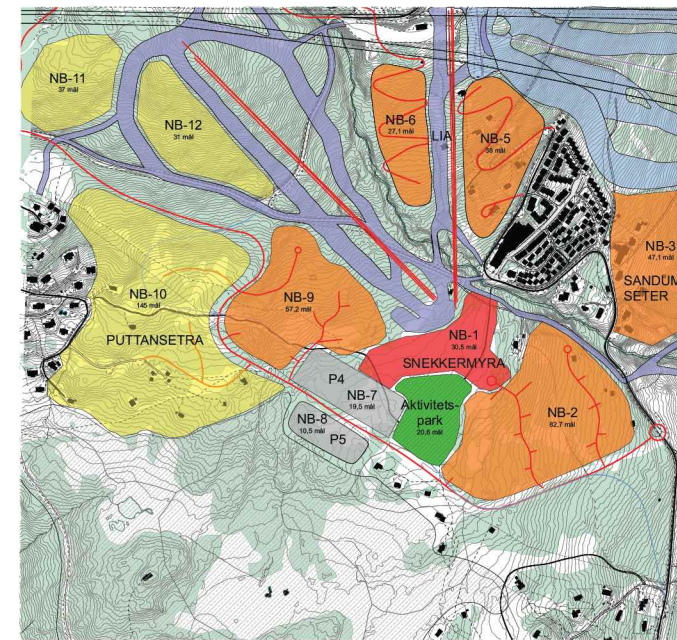 NB-11
37 mål
NB-12
31 mål
NB-6
27,1 mål
LIA
NB-5
38 mål
NB-3
47,1 mål
SANDUM
SETER
NB-10
145 mål
PUTTANSETRA
NB-9
57,2 mål
NB-1
30,5 mål
SNEKKERMYRA
P4
NB-7
19,5 mål
NB-8
10,5 mål
P5
Aktivitets-
park
20,6 mål
NB-2
82,7 mål